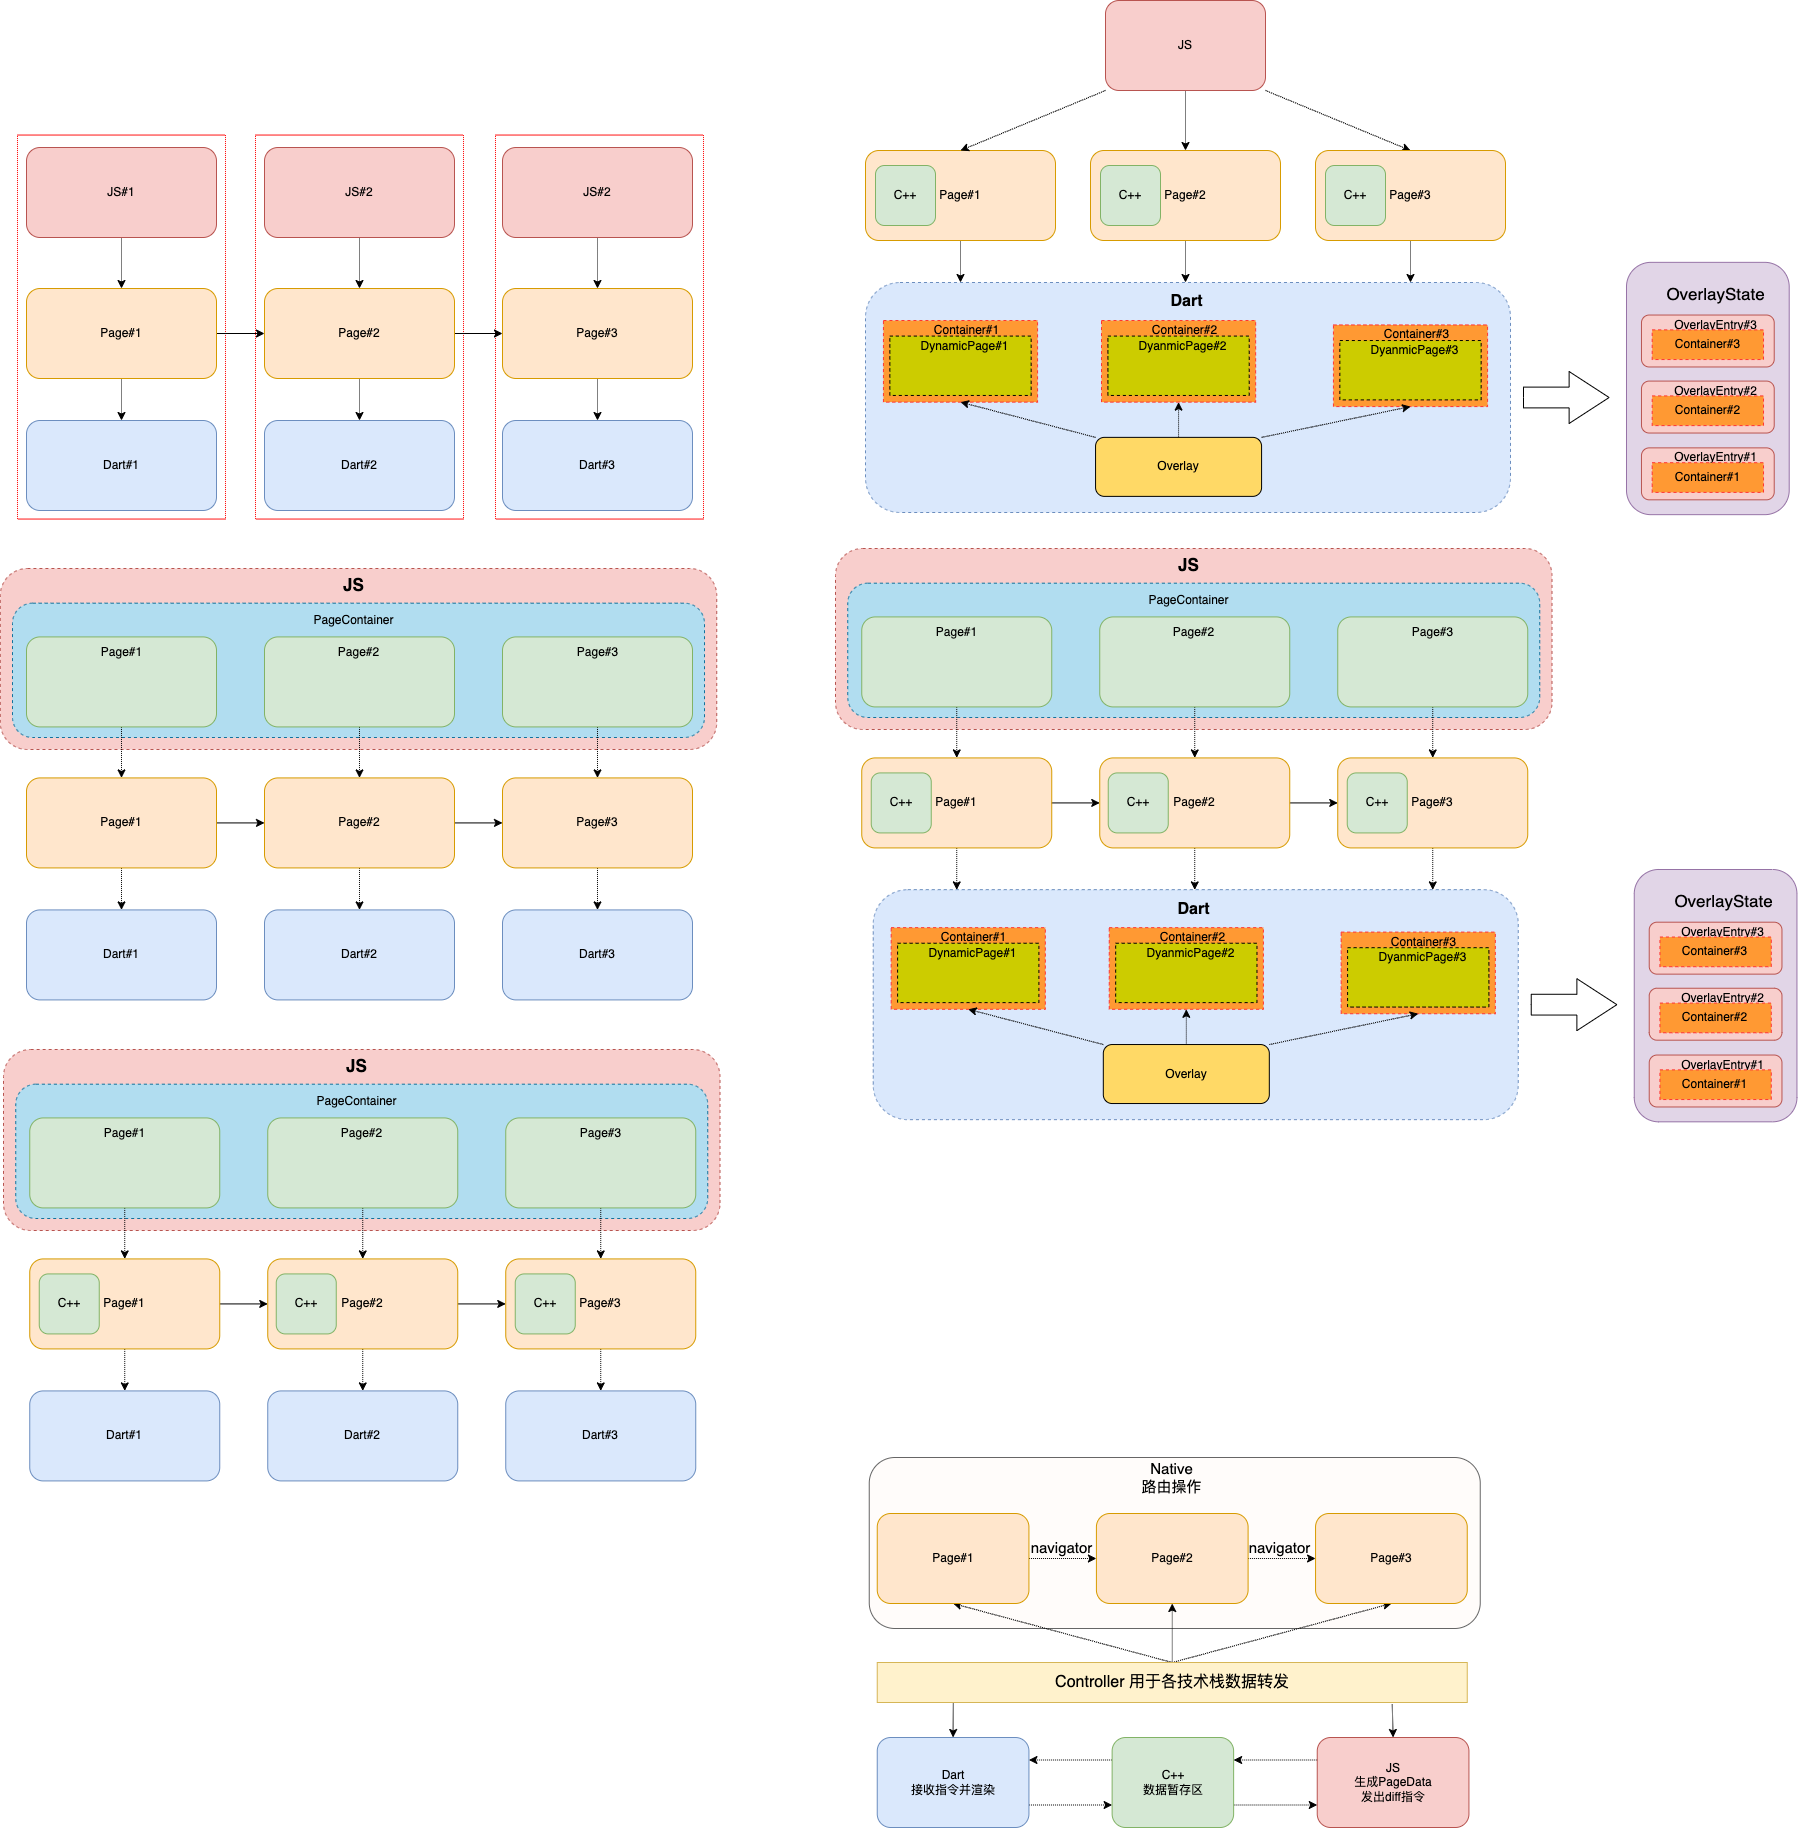 JS#1
JS#2
JS#2
Page#1
Page#2
Page#3
Dart#1
Dart#2
Dart#3
JS
C++
Page#1
C++
Page#2
C++
Page#3
Dart
Container#1
DynamicPage#1
Container#2
DyanmicPage#2
Container#3
DyanmicPage#3
Overlay
OverlayState
OverlayEntry#3
Container#3
OverlayEntry#2
Container#2
OverlayEntry#1
Container#1
JS
PageContainer
Page#1
Page#2
Page#3
Page#1
Page#2
Page#3
Dart#1
Dart#2
Dart#3
JS
PageContainer
Page#1
Page#2
Page#3
C++
Page#1
C++
Page#2
C++
Page#3
Dart
Container#1
DynamicPage#1
Container#2
DyanmicPage#2
Container#3
DyanmicPage#3
Overlay
OverlayState
OverlayEntry#3
Container#3
OverlayEntry#2
Container#2
OverlayEntry#1
Container#1
JS
PageContainer
Page#1
Page#2
Page#3
C++
Page#1
C++
Page#2
C++
Page#3
Dart#1
Dart#2
Dart#3
Native
路由操作
Page#1
navigator
Page#2
navigator
Page#3
Controller 用于各技术栈数据转发
Dart
接收指令并渲染
C++
数据暂存区
JS
生成PageData
发出diff指令